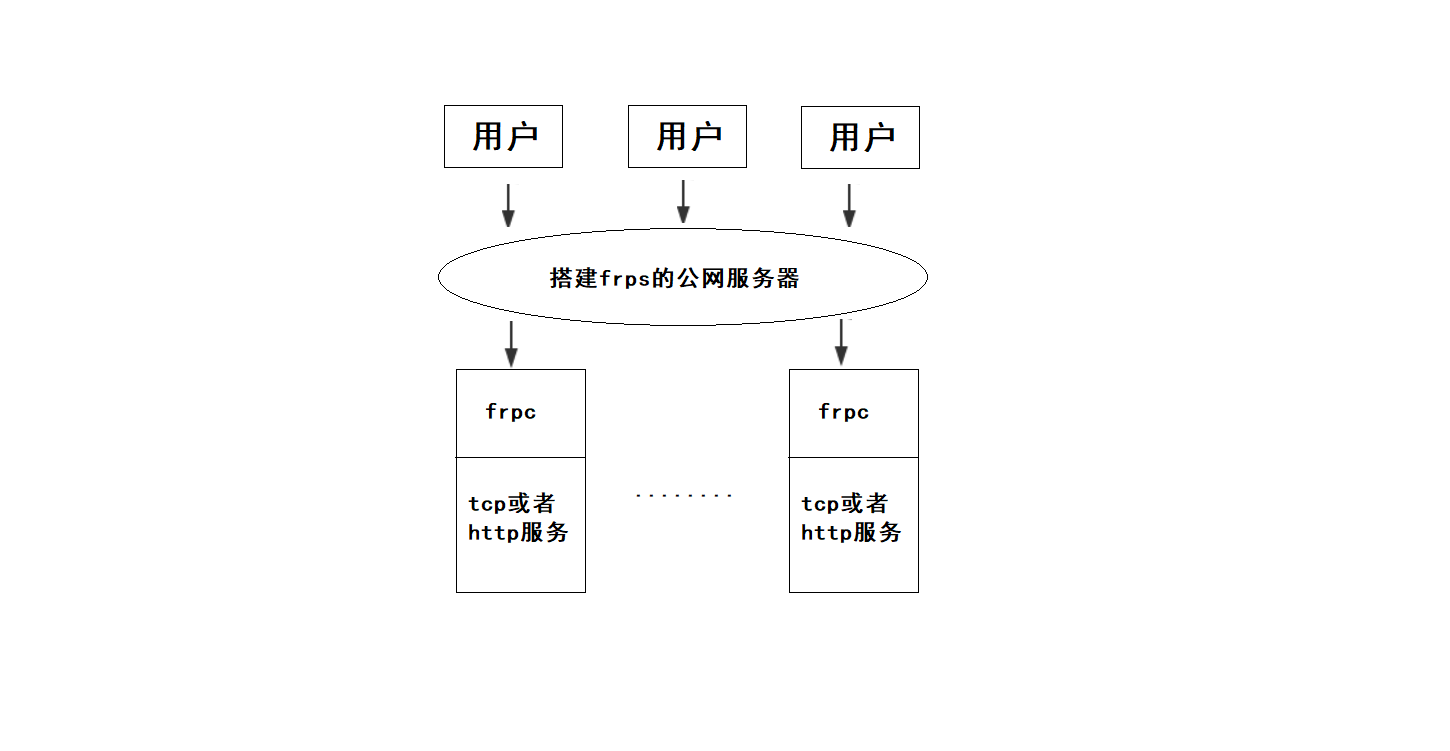 用户
用户
用户
搭建frps的公网服务器
frpc
frpc
tcp或者
http服务
........
tcp或者
http服务